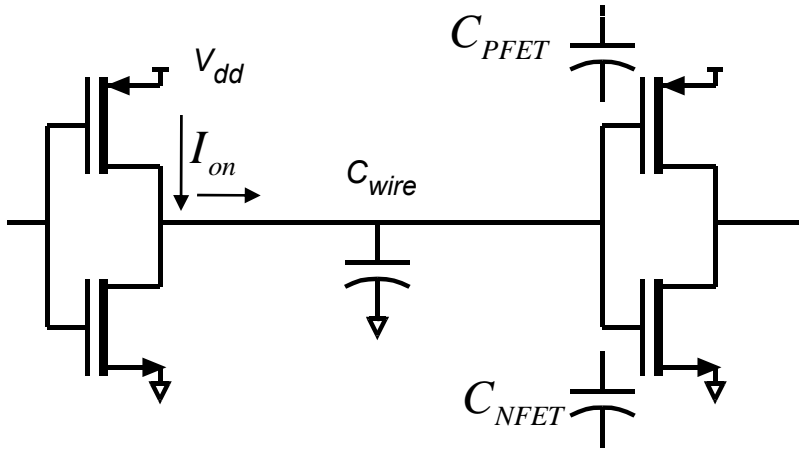 C_PFET
V_dd
I_on
C_wire
C_NFET